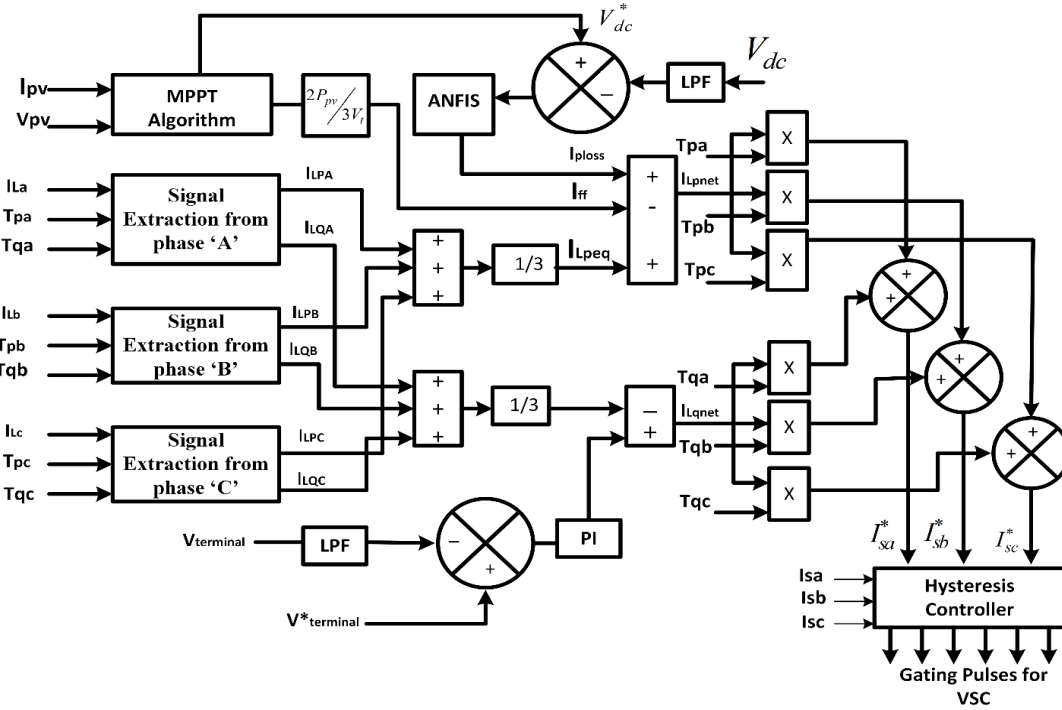 V*dc
Vdc
Ipv
Vpv
MPPT
Algorithm
2Ppv/3Vt
ANFIS
+
−
LPF
ILa
Tpa
Tqa
Signal
Extraction from
phase ‘A’
ILPA
ILQA
ILb
Tpb
Tqb
Signal
Extraction from
phase ‘B’
ILPB
ILQB
ILc
Tpc
Tqc
Signal
Extraction from
phase ‘C’
ILPC
ILQC
+
+
+
1/3
ILpeq
+
+
+
1/3
Iploss
Iff
+
-
+
ILpnet
Tpa
Tpb
Tpc
X
X
X
−
+
ILqnet
Tqa
Tqb
Tqc
X
X
X
+
+
+
+
+
+
Vterminal
LPF
−
+
V*terminal
PI
I*sa
I*sb
I*sc
Isa
Isb
Isc
Hysteresis
Controller
Gating Pulses for
VSC